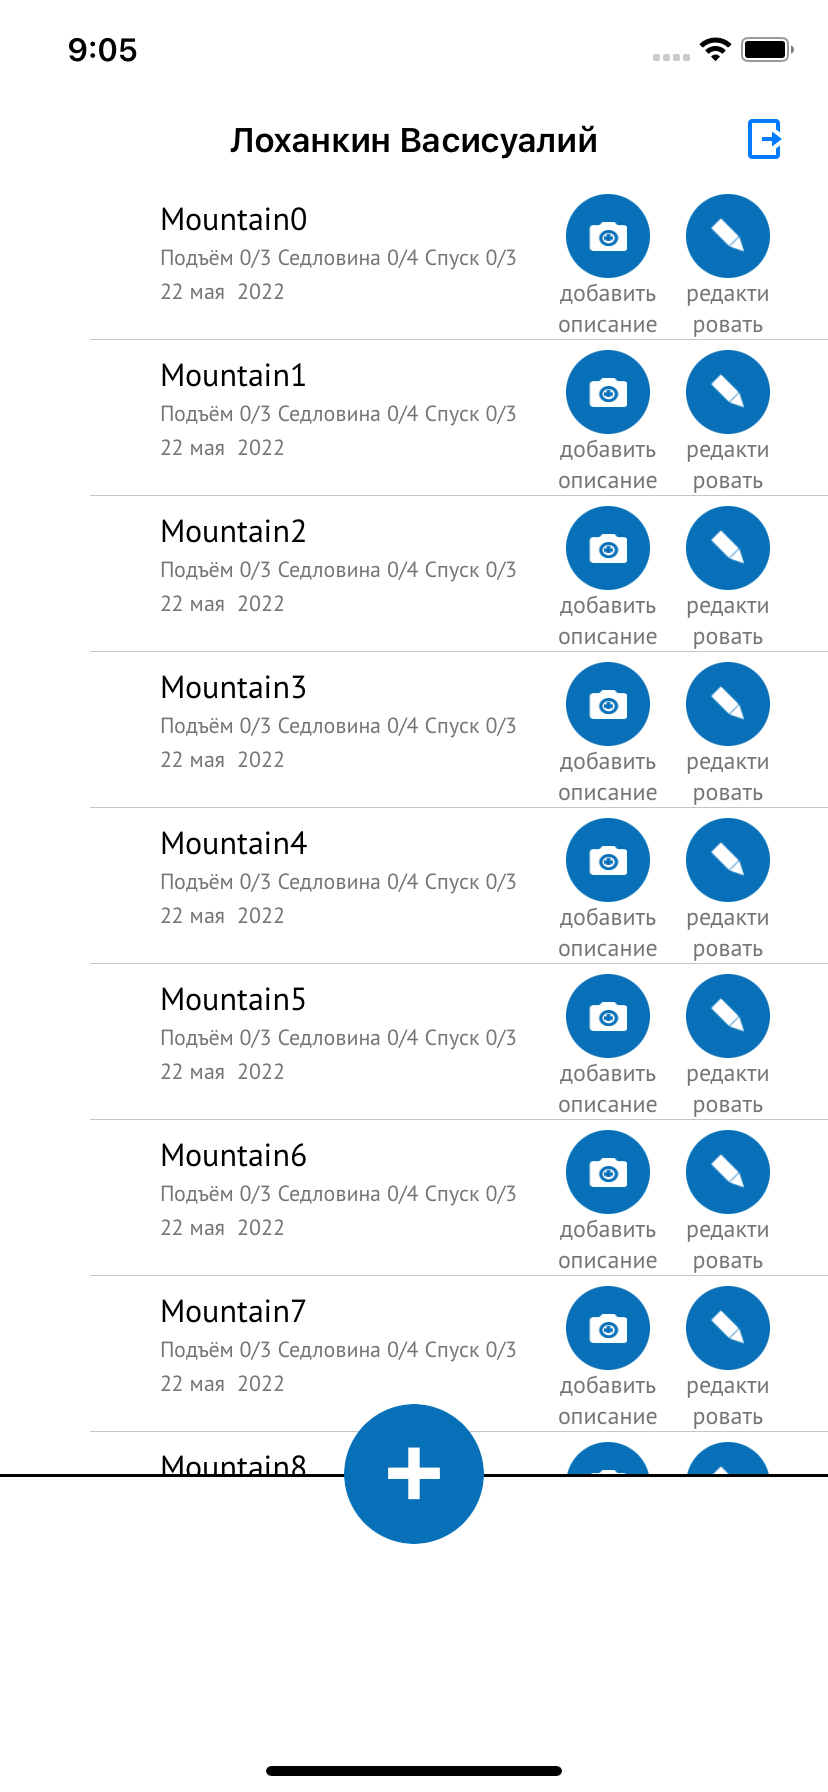 9:05
Лоханкин Васисуалий
Mountain0
Подъём 0/3 Седловина 0/4 Спуск 0/3
22 мая 2022
добавить
описание
редакти
ровать
Mountain1
Подъём 0/3 Седловина 0/4 Спуск 0/3
22 мая 2022
добавить
описание
редакти
ровать
Mountain2
Подъём 0/3 Седловина 0/4 Спуск 0/3
22 мая 2022
добавить
описание
редакти
ровать
Mountain3
Подъём 0/3 Седловина 0/4 Спуск 0/3
22 мая 2022
добавить
описание
редакти
ровать
Mountain4
Подъём 0/3 Седловина 0/4 Спуск 0/3
22 мая 2022
добавить
описание
редакти
ровать
Mountain5
Подъём 0/3 Седловина 0/4 Спуск 0/3
22 мая 2022
добавить
описание
редакти
ровать
Mountain6
Подъём 0/3 Седловина 0/4 Спуск 0/3
22 мая 2022
добавить
описание
редакти
ровать
Mountain7
Подъём 0/3 Седловина 0/4 Спуск 0/3
22 мая 2022
добавить
описание
редакти
ровать
Mountain8